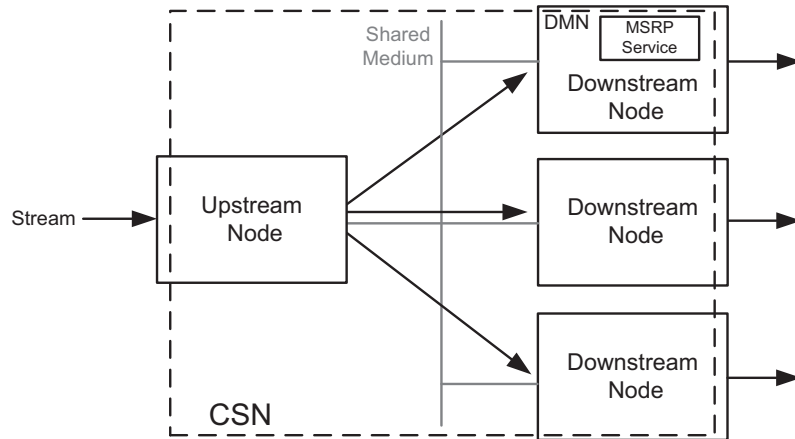 Shared
Medium
DMN
MSRP
Service
Downstream
Node
Upstream
Node
Stream
Downstream
Node
Downstream
Node
CSN